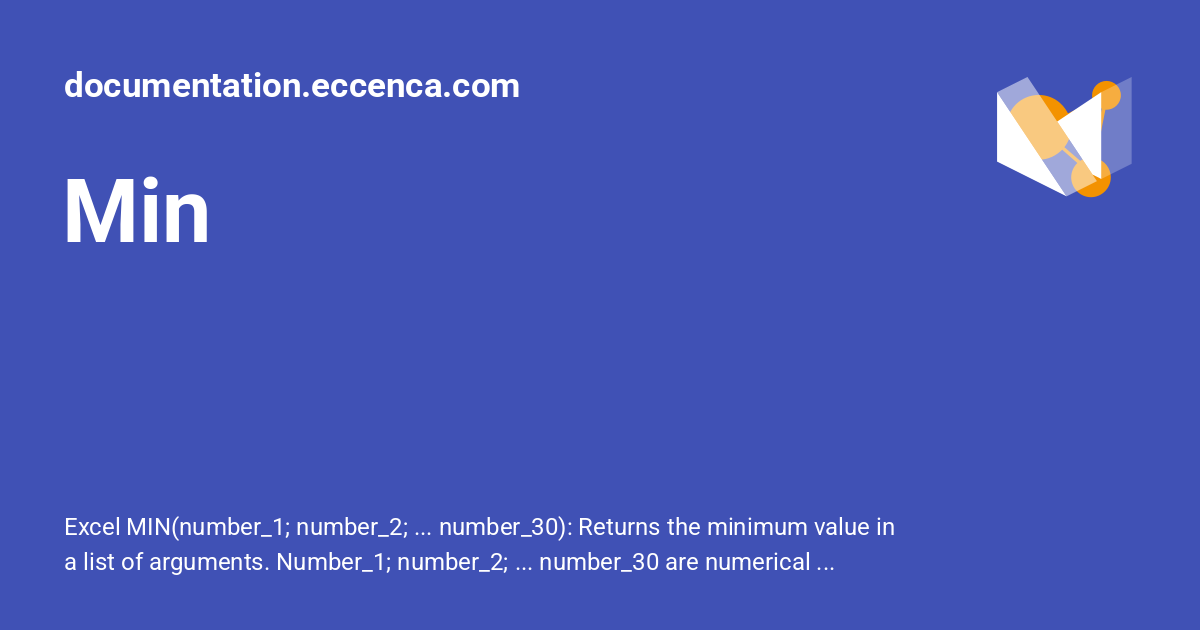 documentation.eccenca.com
Min
Excel MIN(number_1; number_2; ... number_30): Returns the minimum value in
a list of arguments. Number_1; number_2; ... number_30 are numerical ...